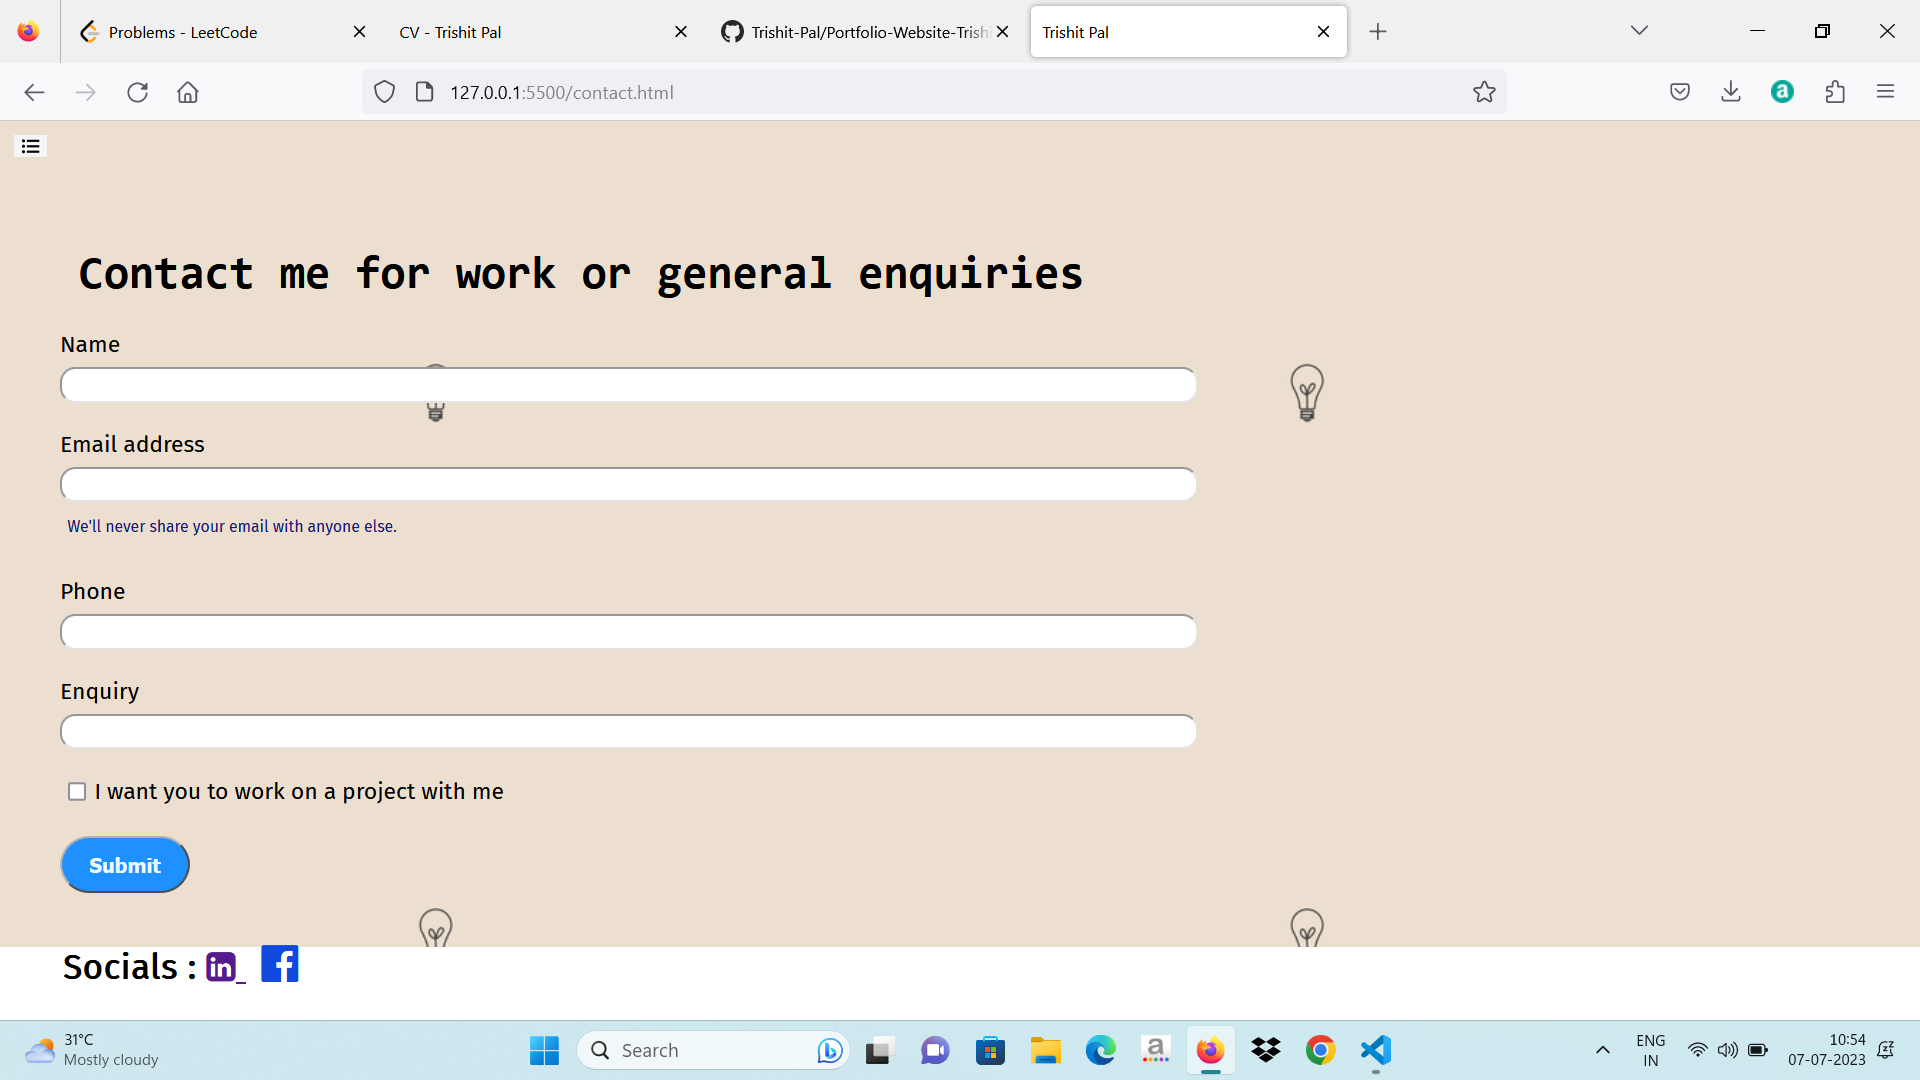 Problems - LeetCode
CV - Trishit Pal
Trishit-Pal/Portfolio-Website-Trishi
Trishit Pal
127.0.0.1:5500/contact.html
Contact me for work or general enquiries
Name
Email address
We'll never share your email with anyone else.
Phone
Enquiry
I want you to work on a project with me
Submit
Socials : in f
31°C
Mostly cloudy
Search
ENG
IN
10:54
07-07-2023